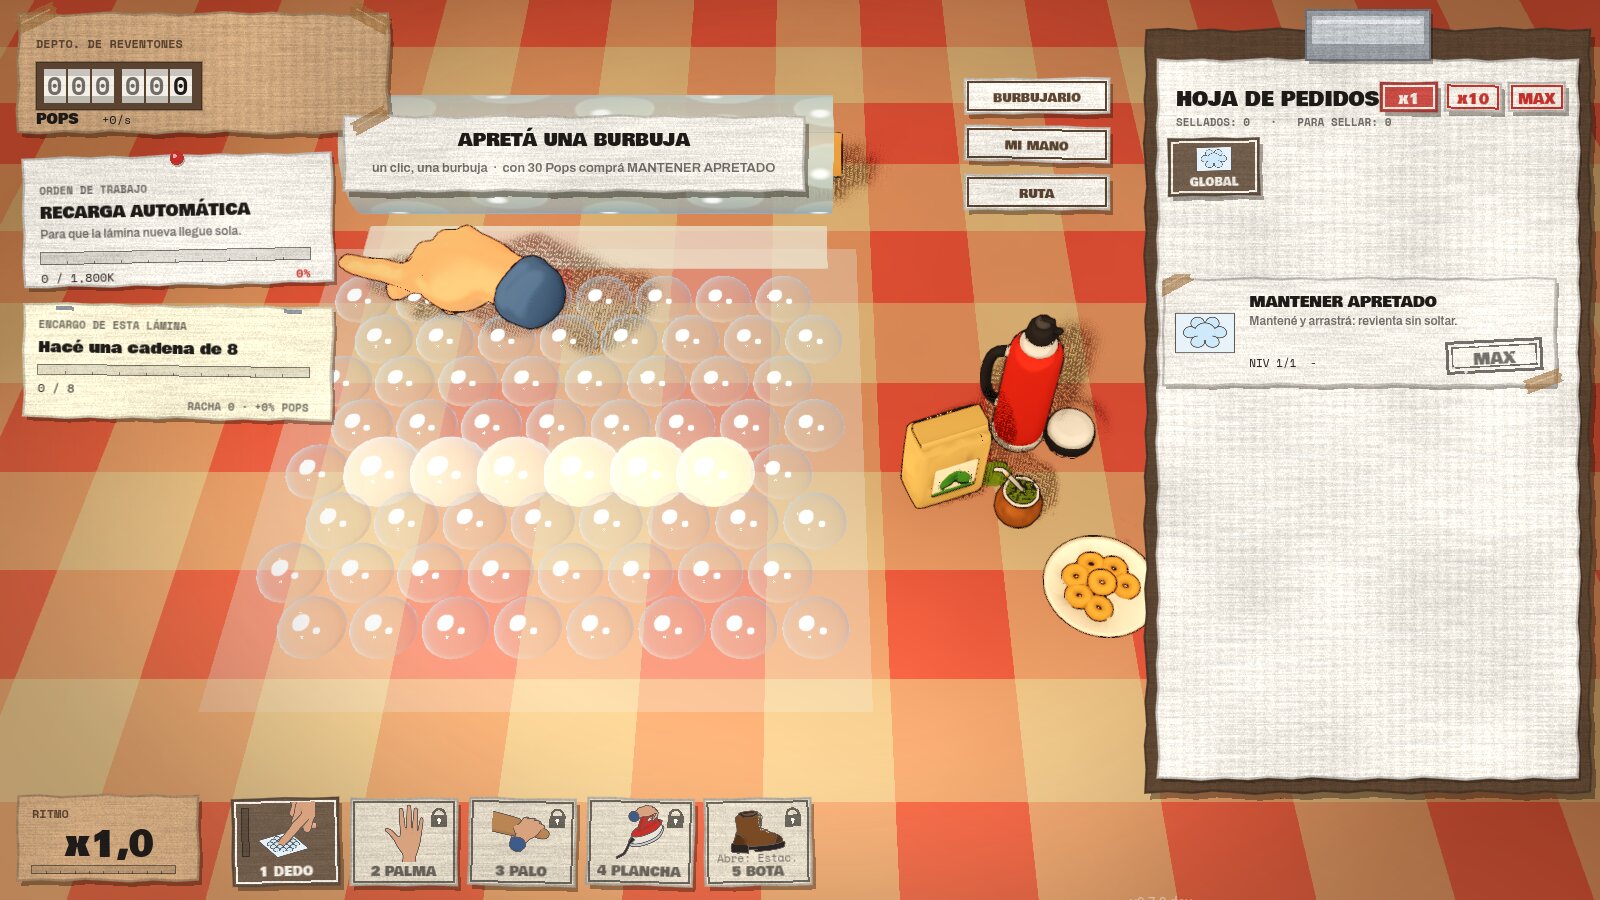 DEPTO. DE REVENTONES
000 000
POPS +0/s
ORDEN DE TRABAJO
RECARGA AUTOMÁTICA
Para que la lámina nueva llegue sola.
0 / 1.800K 0%
ENCARGO DE ESTA LÁMINA
Hacé una cadena de 8
0 / 8
RACHA 0 · +0% POPS
APRETÁ UNA BURBUJA
un clic, una burbuja · con 30 Pops comprá MANTENER APRETADO
BURBUJARIO
MI MANO
RUTA
HOJA DE PEDIDOS x1 x10 MAX
SELLADOS: 0 · PARA SELLAR: 0
GLOBAL
MANTENER APRETADO
Mantené y arrastrá: revienta sin soltar.
NIV 1/1 -
MAX
RITMO
x1,0
1 DEDO
2 PALMA
3 PALO
4 PLANCHA
Abre: Estac.
5 BOTA